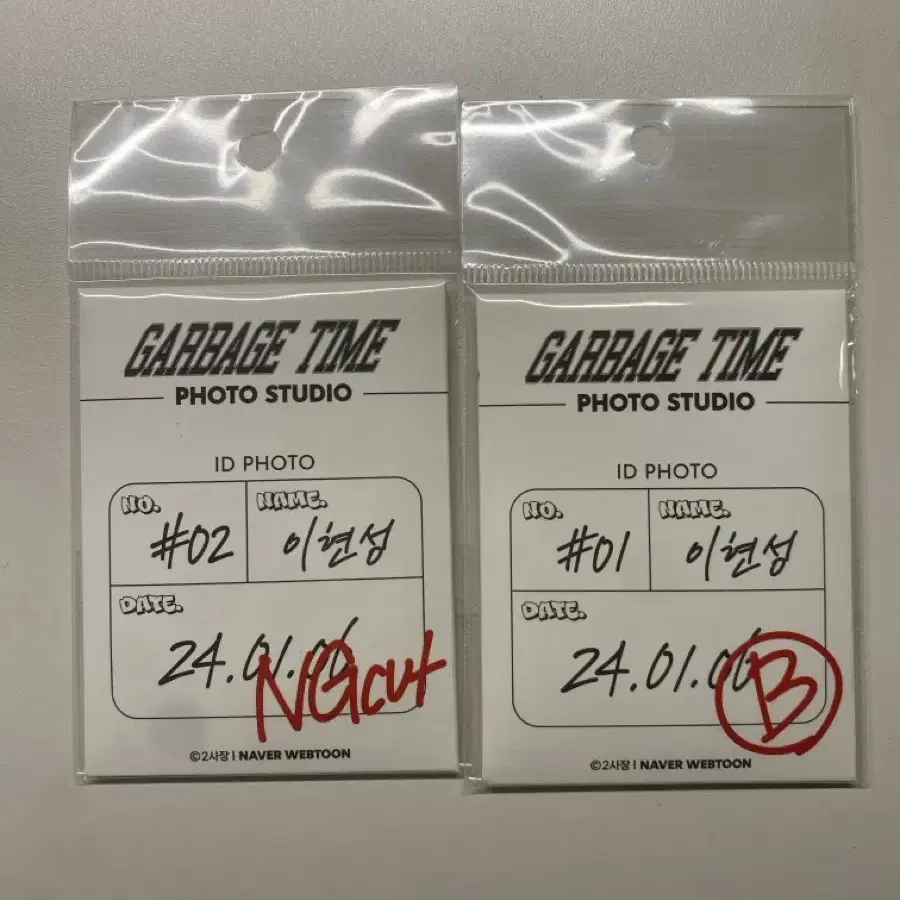 GARBAGE TIME
PHOTO STUDIO
ID PHOTO
NO.
#02
NAME.
이현성
DATE.
24.01.06
NGcut
©2사장 | NAVER WEBTOON
GARBAGE TIME
PHOTO STUDIO
ID PHOTO
NO.
#01
NAME.
이현성
DATE.
24.01.06
B
©2사장 | NAVER WEBTOON